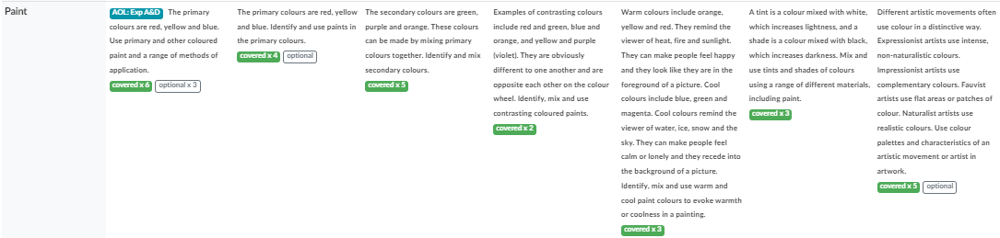 Paint
AOL: Exp A&D The primary
colours are red, yellow and blue.
Use primary and other coloured
paint and a range of methods of
application.
covered x 6 optional x 3
The primary colours are red, yellow
and blue. Identify and use paints in
the primary colours.
covered x 4 optional
The secondary colours are green,
purple and orange. These colours
can be made by mixing primary
colours together. Identify and mix
secondary colours.
covered x 5
Examples of contrasting colours
include red and green, blue and
orange, and yellow and purple
(violet). They are obviously
different to one another and are
opposite each other on the colour
wheel. Identify, mix and use
contrasting coloured paints.
covered x 2
Warm colours include orange,
yellow and red. They remind the
viewer of heat, fire and sunlight.
They can make people feel happy
and they look like they are in the
foreground of a picture. Cool
colours include blue, green and
magenta. Cool colours remind the
viewer of water, ice, snow and the
sky. They can make people feel
calm or lonely and they recede into
the background of a picture.
Identify, mix and use warm and
cool paint colours to evoke warmth
or coolness in a painting.
covered x 3
A tint is a colour mixed with white,
which increases lightness, and a
shade is a colour mixed with black,
which increases darkness. Mix and
use tints and shades of colours
using a range of different materials,
including paint.
covered x 3
Different artistic movements often
use colour in a distinctive way.
Expressionist artists use intense,
non-naturalistic colours.
Impressionist artists use
complementary colours. Fauvist
artists use flat areas or patches of
colour. Naturalist artists use
realistic colours. Use colour
palettes and characteristics of an
artistic movement or artist in
artwork.
covered x 5 optional